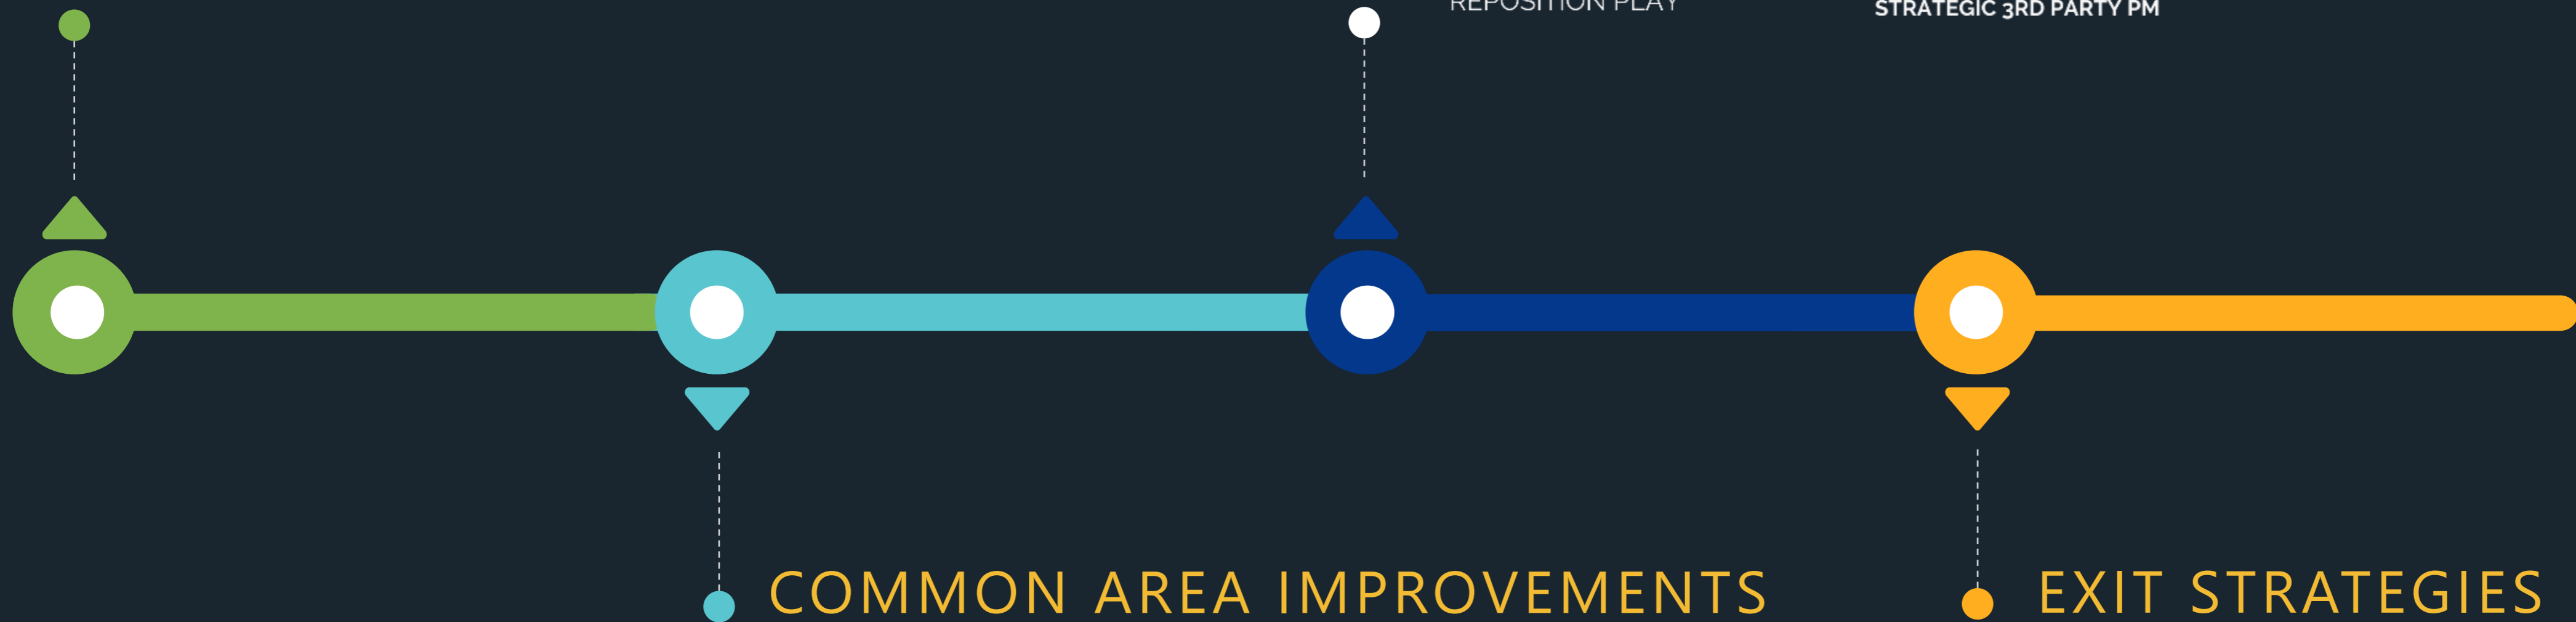 REPOSITION PLAY
STRATEGIC 3RD PARTY PM
COMMON AREA IMPROVEMENTS
EXIT STRATEGIES